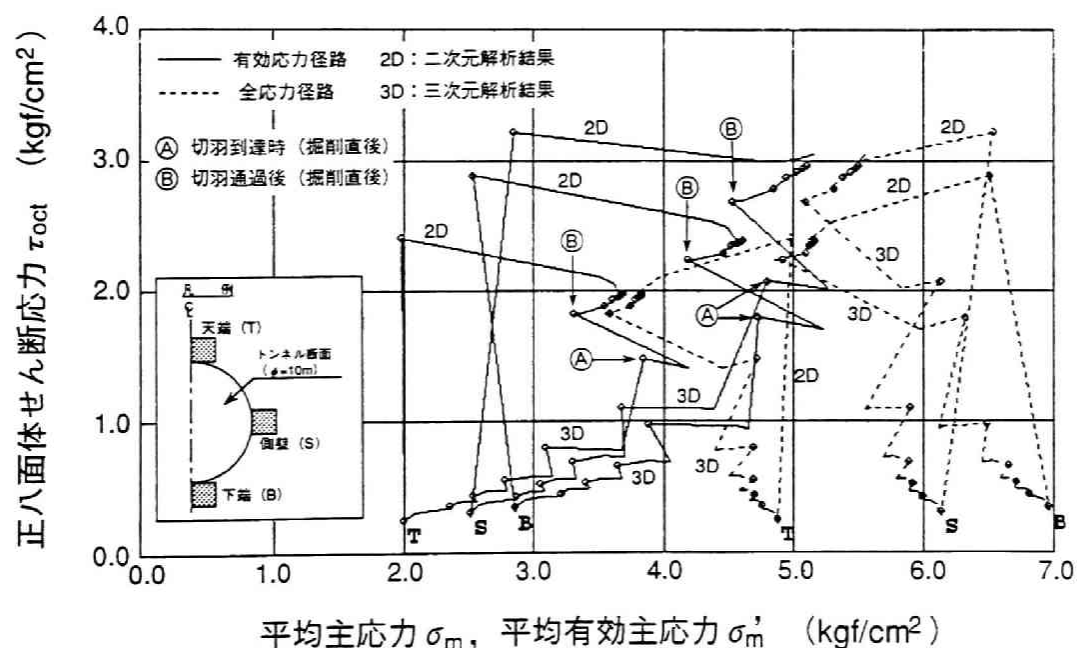 4.0
3.0
2.0
1.0
0.0
正八面体せん断応力 τoct (kgf/cm²)
有効応力径路 2D：二次元解析結果
全応力径路 3D：三次元解析結果
Ⓐ 切羽到達時（掘削直後）
Ⓑ 切羽通過後（掘削直後）
2D
2D
2D
2D
2D
2D
3D
3D
3D
3D
3D
3D
Ⓑ
Ⓑ
Ⓑ
Ⓐ
Ⓐ
凡 例
℄
天端 (T)
トンネル断面
(φ=10m)
側壁 (S)
下端 (B)
T
S
B
T
S
B
0.0 1.0 2.0 3.0 4.0 5.0 6.0 7.0
平均主応力 σm，平均有効主応力 σm' (kgf/cm²)